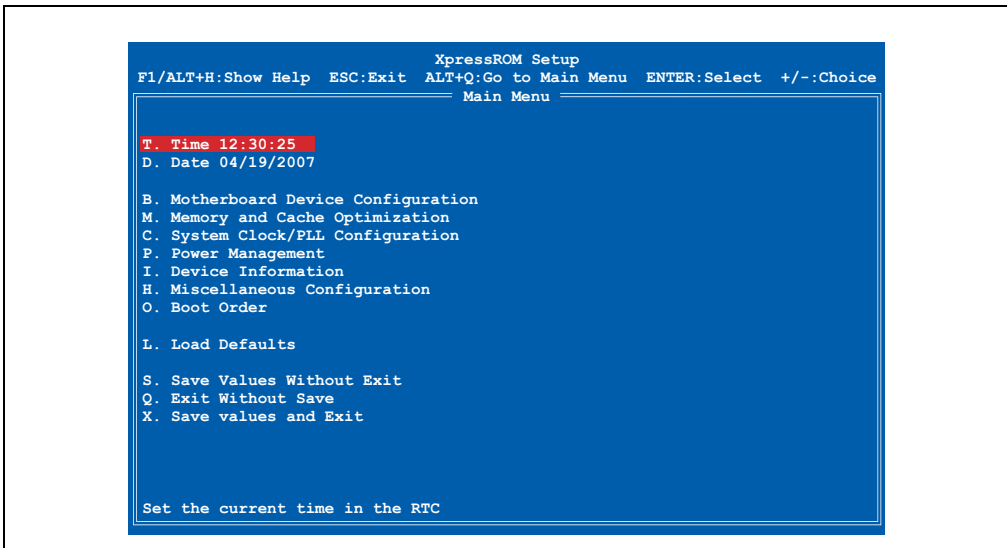 XpressROM Setup
F1/ALT+H:Show Help ESC:Exit ALT+Q:Go to Main Menu ENTER:Select +/-:Choice
Main Menu
T. Time 12:30:25
D. Date 04/19/2007
B. Motherboard Device Configuration
M. Memory and Cache Optimization
C. System Clock/PLL Configuration
P. Power Management
I. Device Information
H. Miscellaneous Configuration
O. Boot Order
L. Load Defaults
S. Save Values Without Exit
Q. Exit Without Save
X. Save values and Exit
Set the current time in the RTC